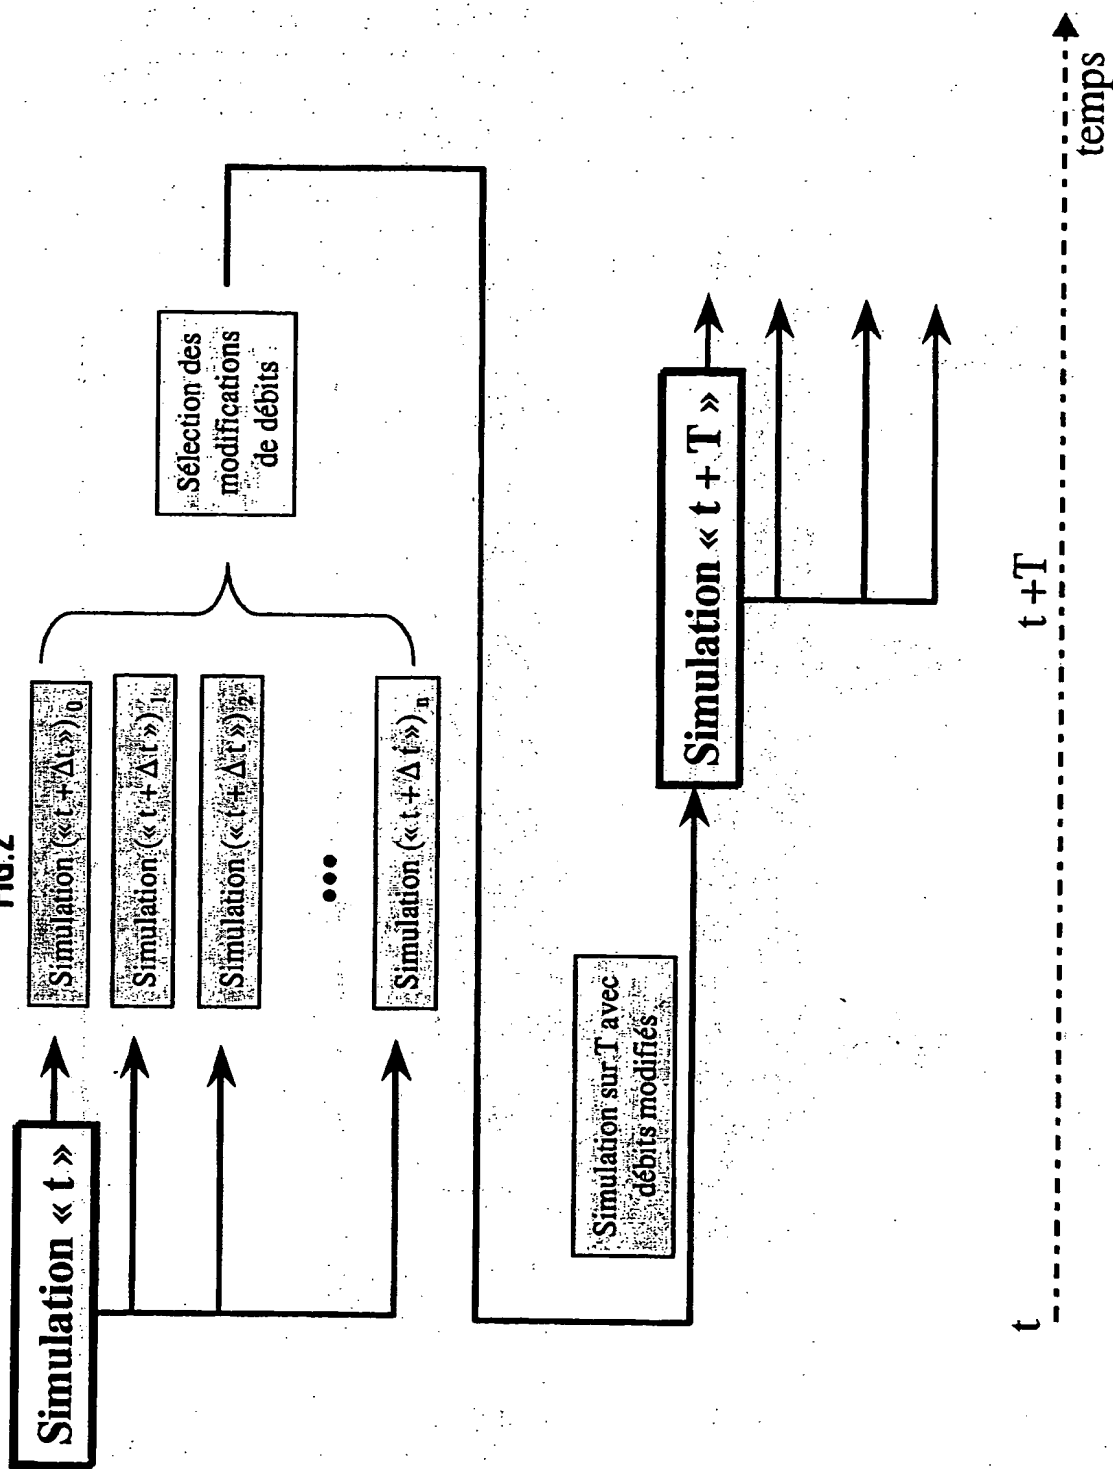 FIG.2
Simulation « t »
Simulation («t + Δt»)0
Simulation («t + Δt»)1
Simulation («t + Δt»)2
•••
Simulation («t + Δt»)n
Sélection des
modifications
de débits
Simulation sur T avec
débits modifiés
Simulation « t + T »
t
t +T
temps